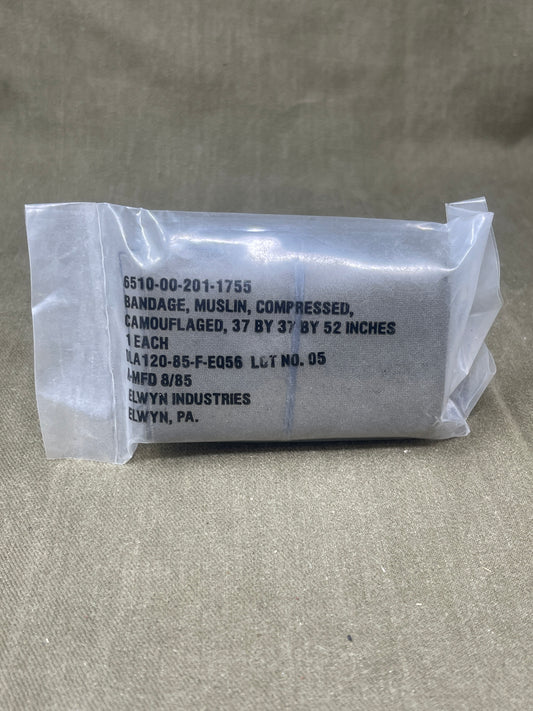 6510-00-201-1755
BANDAGE, MUSLIN, COMPRESSED,
CAMOUFLAGED, 37 BY 37 BY 52 INCHES
1 EACH
DLA120-85-F-EQ56 LOT NO. 05
A-MFD 8/85
ELWYN INDUSTRIES
ELWYN, PA.